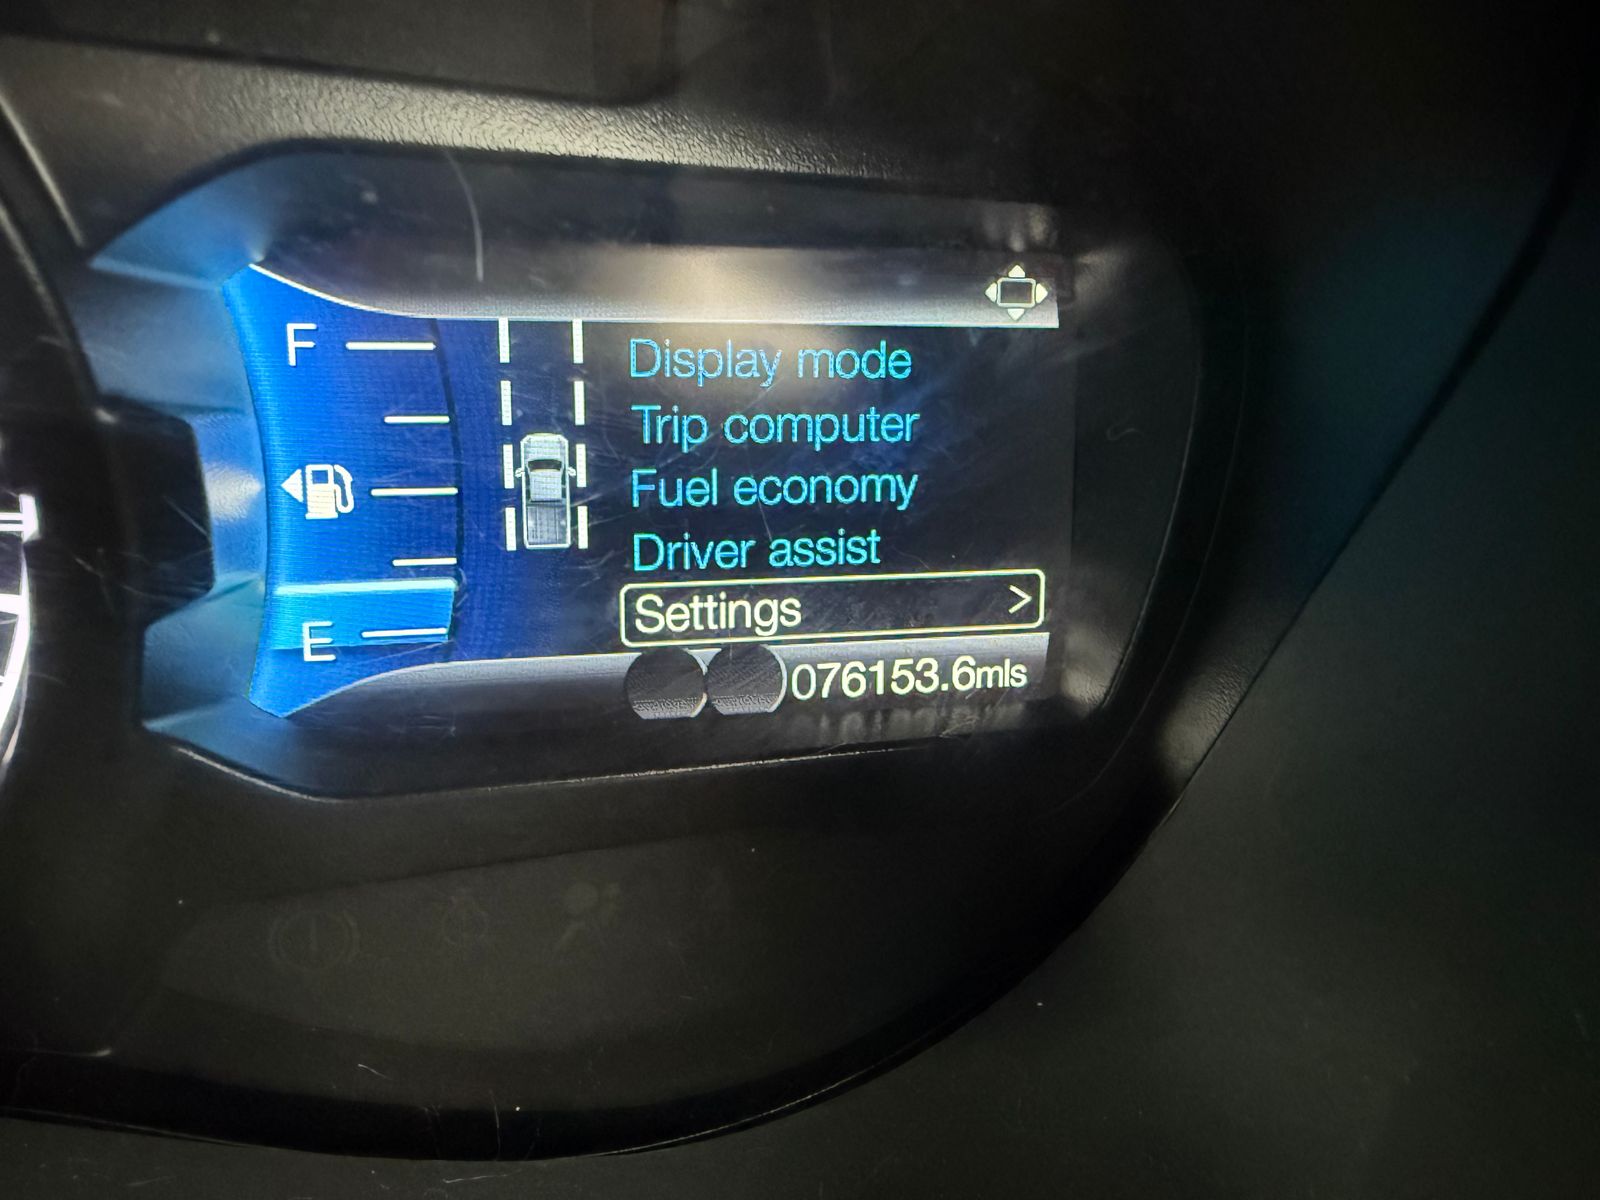 F
E
Display mode
Trip computer
Fuel economy
Driver assist
Settings >
076153.6mls